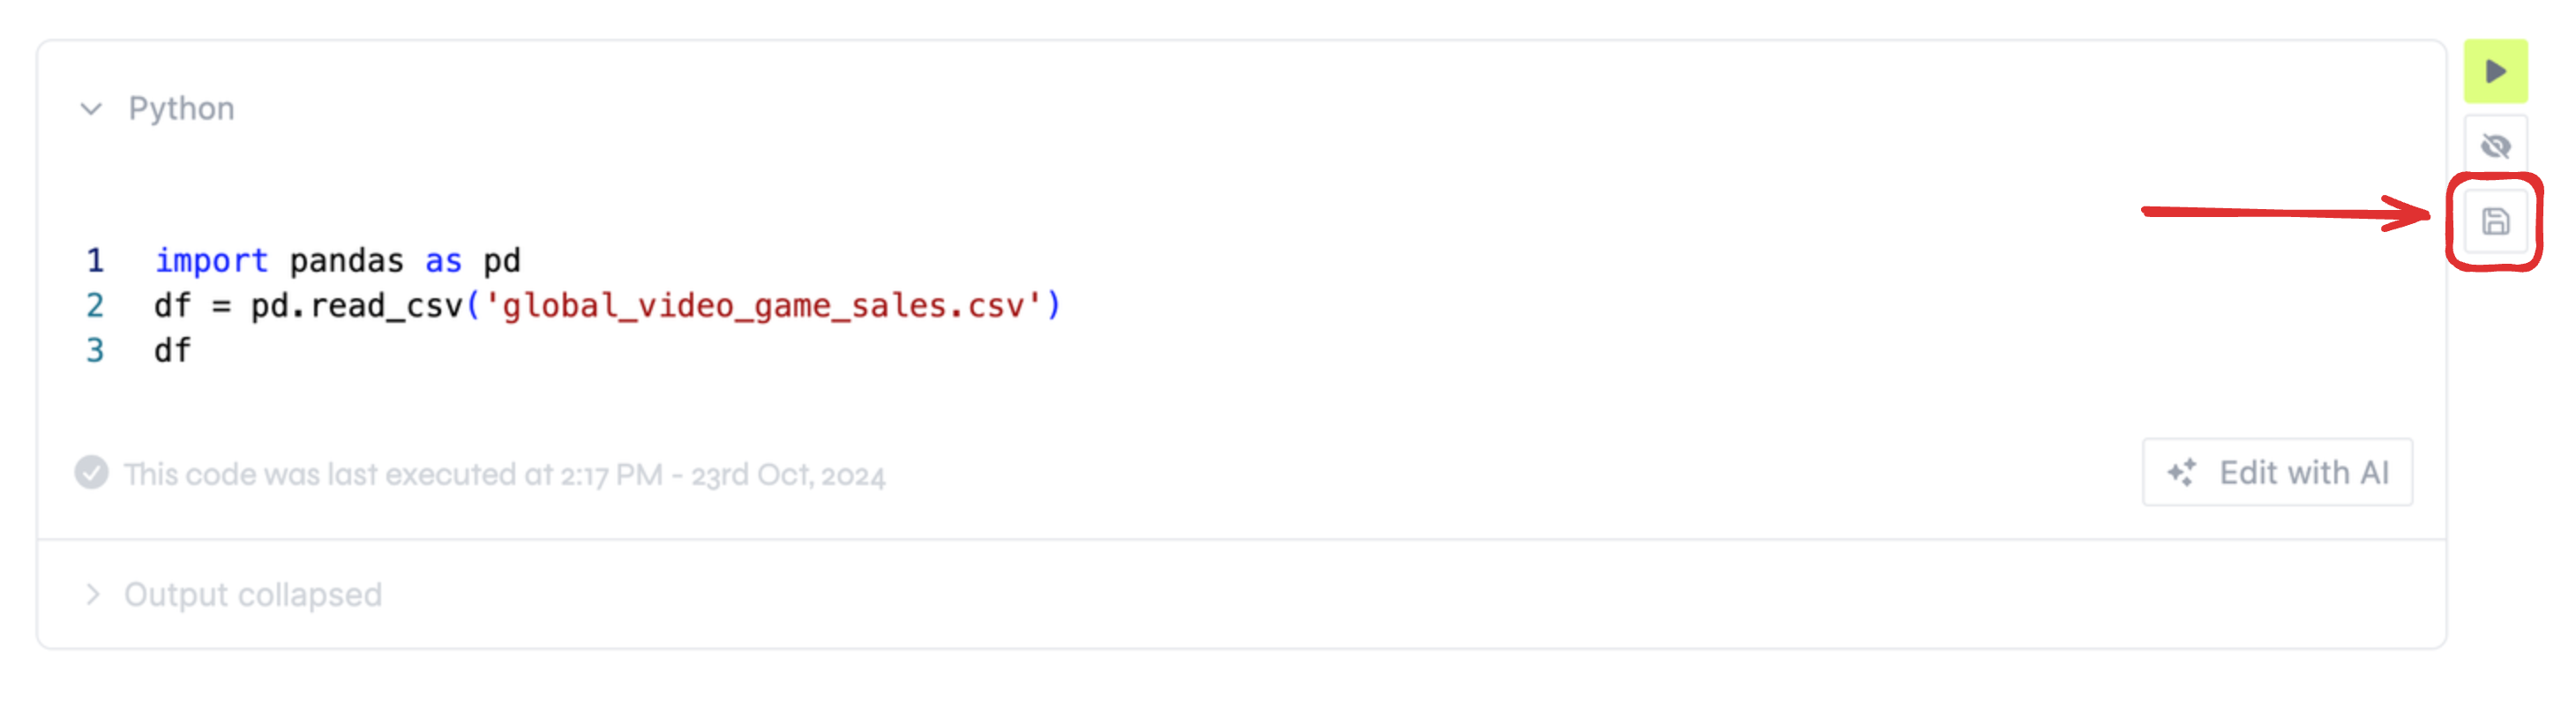 Python
1 import pandas as pd
2 df = pd.read_csv('global_video_game_sales.csv')
3 df
This code was last executed at 2:17 PM - 23rd Oct, 2024
Edit with AI
Output collapsed